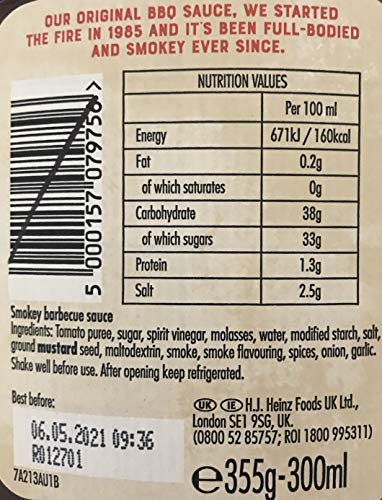 OUR ORIGINAL BBQ SAUCE, WE STARTED
THE FIRE IN 1985 AND IT'S BEEN FULL-BODIED
AND SMOKEY EVER SINCE.
NUTRITION VALUES
Per 100 ml
Energy 671kJ / 160kcal
Fat 0.2g
of which saturates 0g
Carbohydrate 38g
of which sugars 33g
Protein 1.3g
Salt 2.5g
5 000157 079756 >
Smokey barbecue sauce
Ingredients: Tomato puree, sugar, spirit vinegar, molasses, water, modified starch, salt,
ground mustard seed, maltodextrin, smoke, smoke flavouring, spices, onion, garlic.
Shake well before use. After opening keep refrigerated.
Best before:
06.05.2021 09:36
R012701
7A213AU1B
UK IE H.J. Heinz Foods UK Ltd.,
London SE1 9SG, UK.
(0800 52 85757; ROI 1800 995311)
e355g-300ml